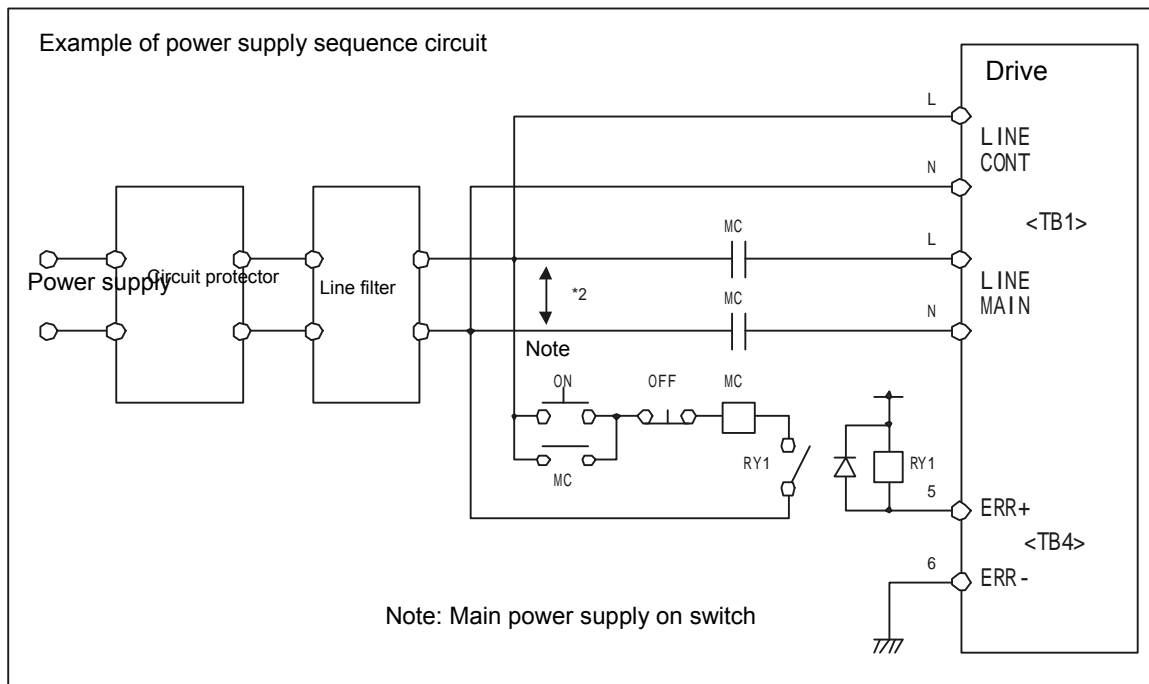 Example of power supply sequence circuit
Drive
L
LINE
CONT
N
<TB1>
MC
L
Power supply
Circuit protector
Line filter
*2
LINE
MAIN
MC
N
Note
ON
OFF
MC
MC
RY1
RY1
5
ERR+
<TB4>
6
ERR-
Note: Main power supply on switch